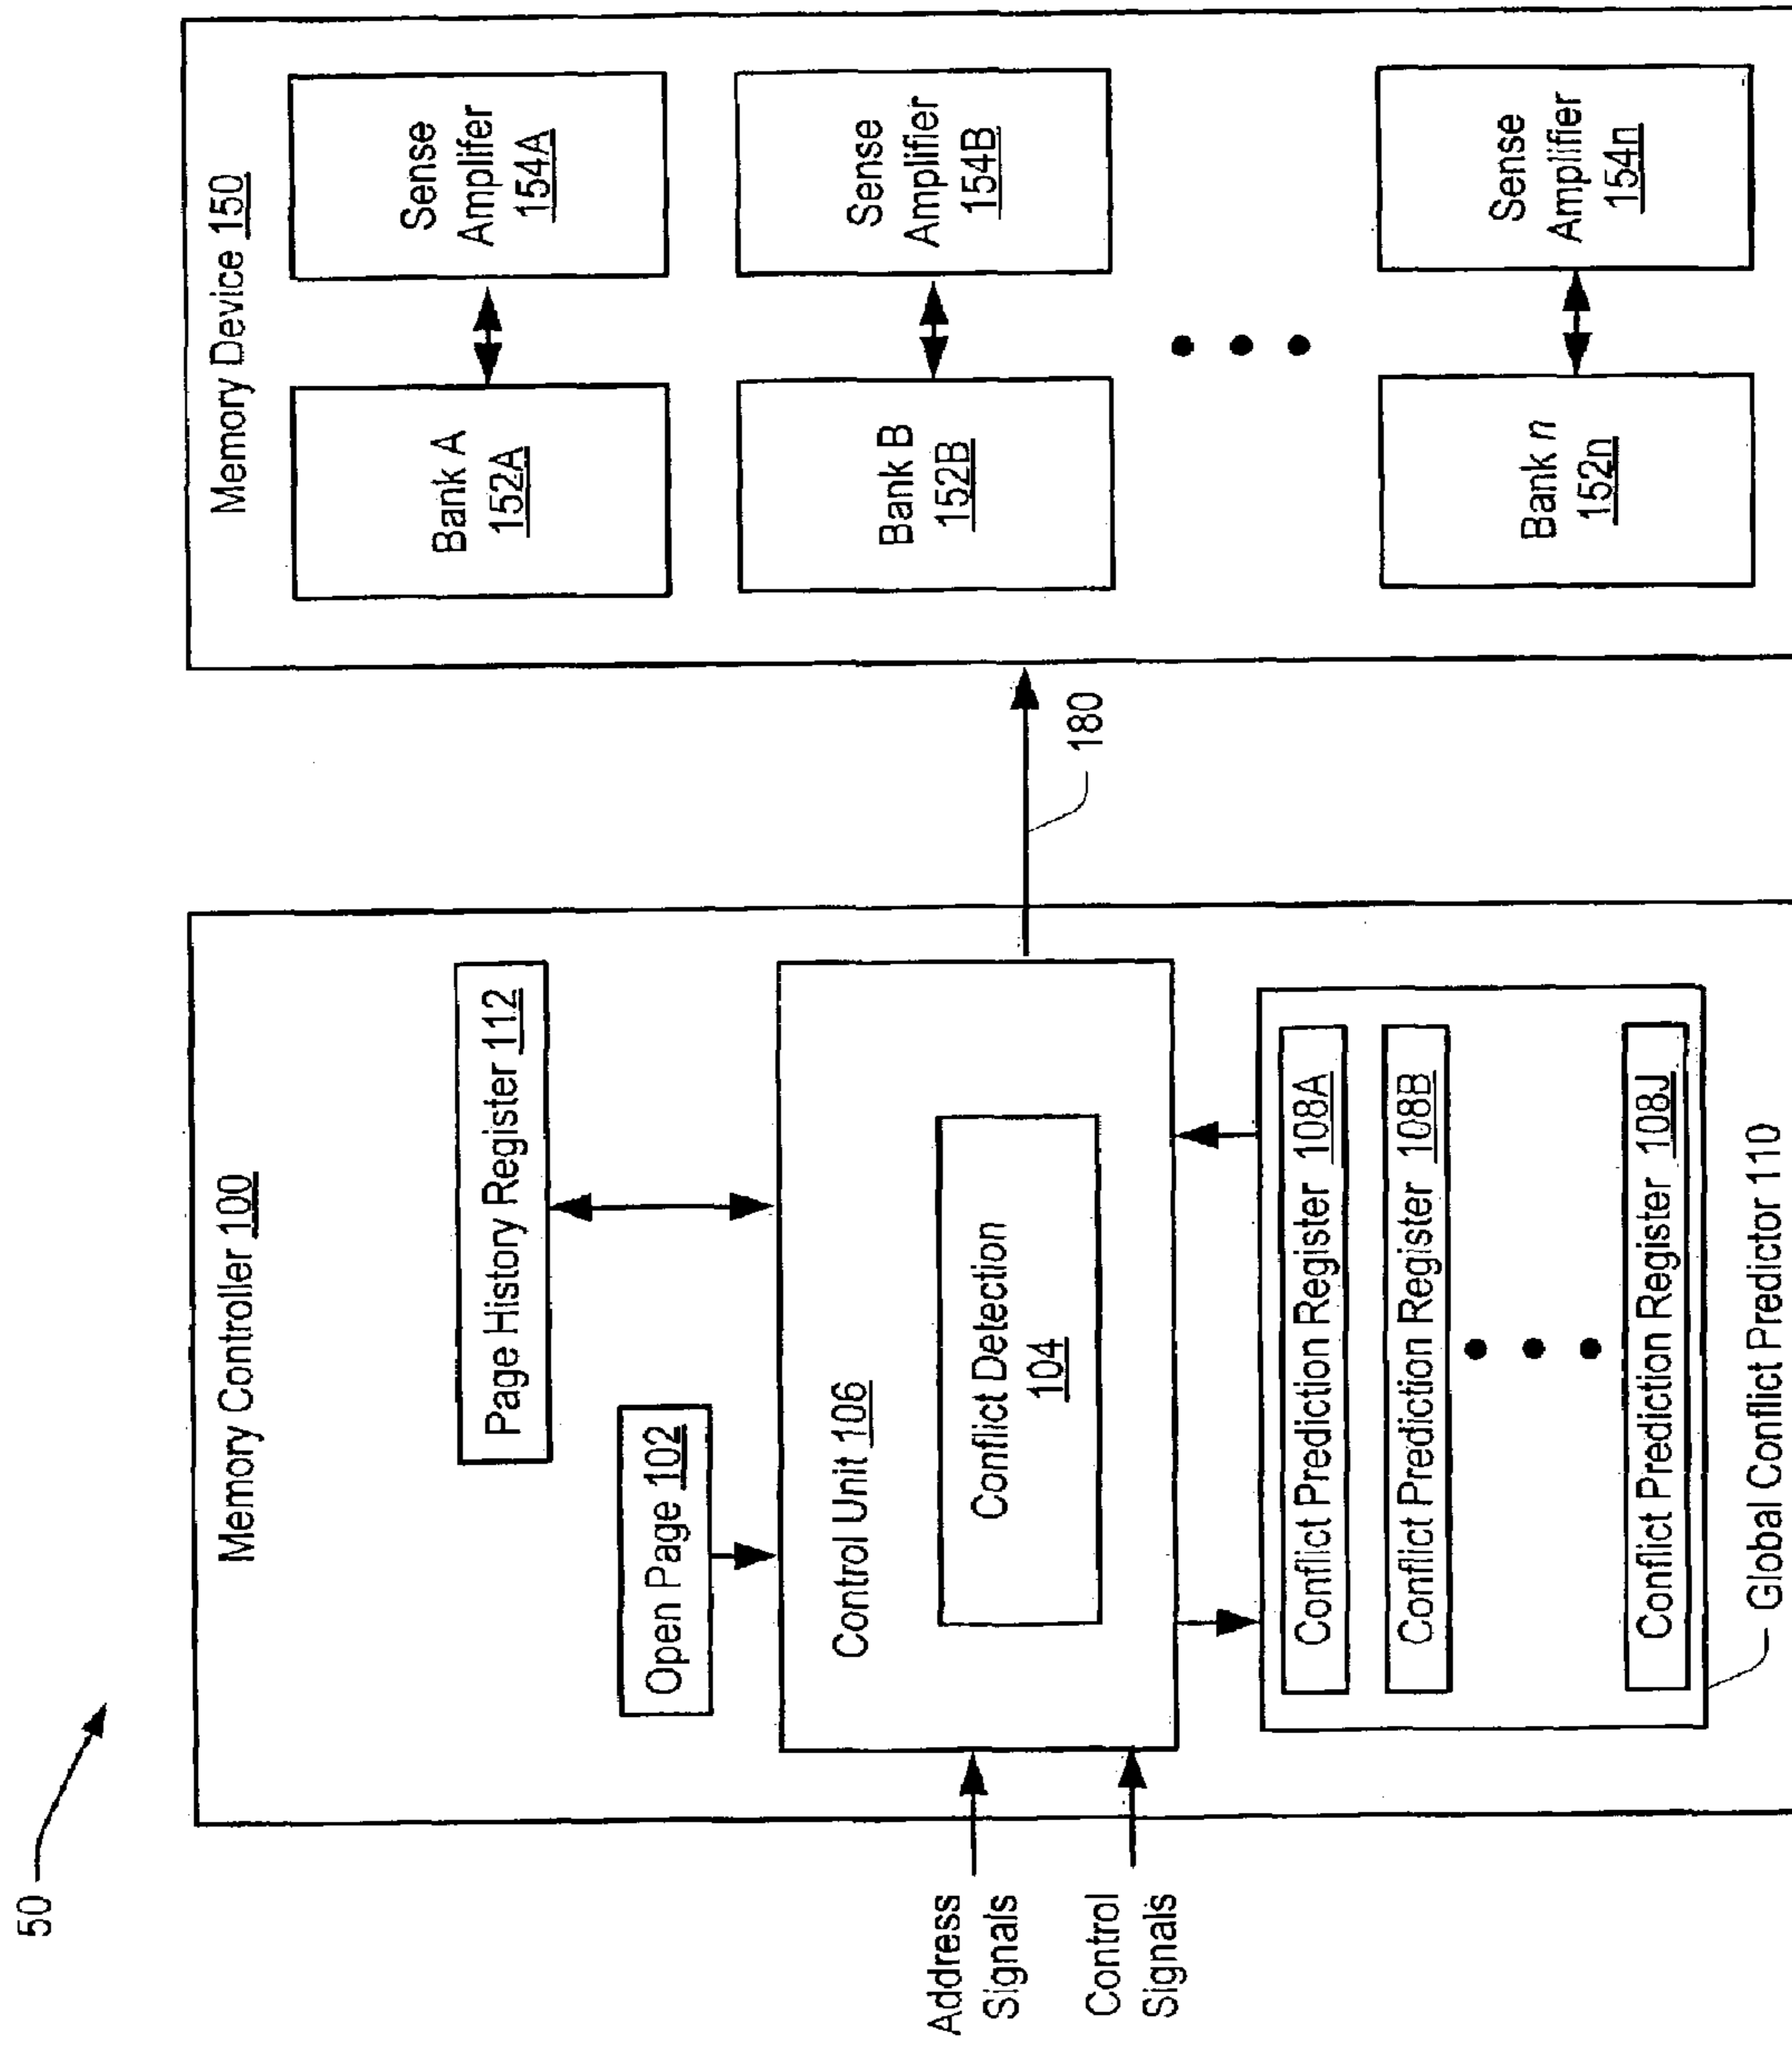 50
Memory Controller 100
Page History Register 112
Open Page 102
Control Unit 106
Conflict Detection
104
Address
Signals
Control
Signals
Conflict Prediction Register 108A
Conflict Prediction Register 108B
Conflict Prediction Register 108J
Global Conflict Predictor 110
180
Memory Device 150
Bank A
152A
Sense
Amplifer
154A
Bank B
152B
Sense
Amplifier
154B
Bank n
152n
Sense
Amplifier
154n